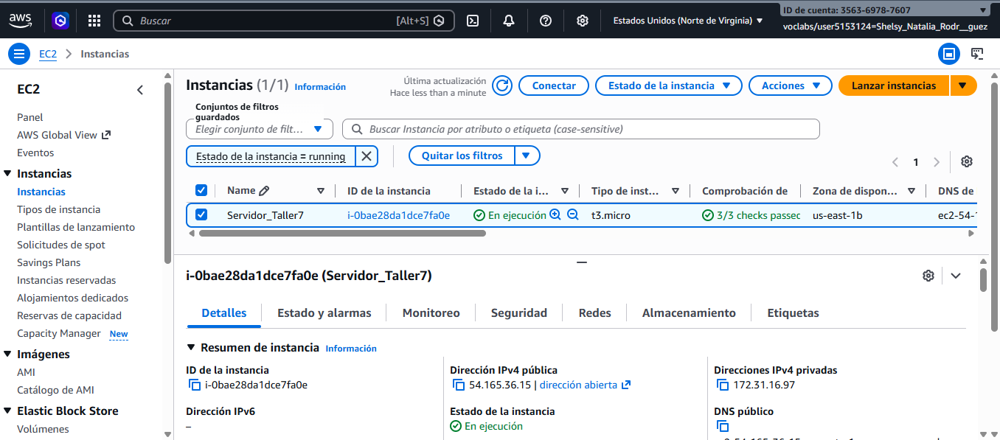 aws
Buscar [Alt+S]
Estados Unidos (Norte de Virginia)
ID de cuenta: 3563-6978-7607
voclabs/user5153124=Shelsy_Natalia_Rodr__guez
EC2 Instancias
EC2
Panel
AWS Global View
Eventos
Instancias
Instancias
Tipos de instancia
Plantillas de lanzamiento
Solicitudes de spot
Savings Plans
Instancias reservadas
Alojamientos dedicados
Reservas de capacidad
Capacity Manager New
Imágenes
AMI
Catálogo de AMI
Elastic Block Store
Volúmenes
Instancias (1/1) Información
Última actualización
Hace less than a minute
Conectar
Estado de la instancia
Acciones
Lanzar instancias
Conjuntos de filtros
guardados
Elegir conjunto de filt...
Buscar Instancia por atributo o etiqueta (case-sensitive)
Estado de la instancia = running
Quitar los filtros
1
Name ID de la instancia Estado de la i... Tipo de inst... Comprobación de Zona de dispon... DNS de
Servidor_Taller7 i-0bae28da1dce7fa0e En ejecución t3.micro 3/3 checks passec us-east-1b ec2-54-
i-0bae28da1dce7fa0e (Servidor_Taller7)
Detalles Estado y alarmas Monitoreo Seguridad Redes Almacenamiento Etiquetas
Resumen de instancia Información
ID de la instancia
i-0bae28da1dce7fa0e
Dirección IPv6
–
Dirección IPv4 pública
54.165.36.15 | dirección abierta
Estado de la instancia
En ejecución
Direcciones IPv4 privadas
172.31.16.97
DNS público